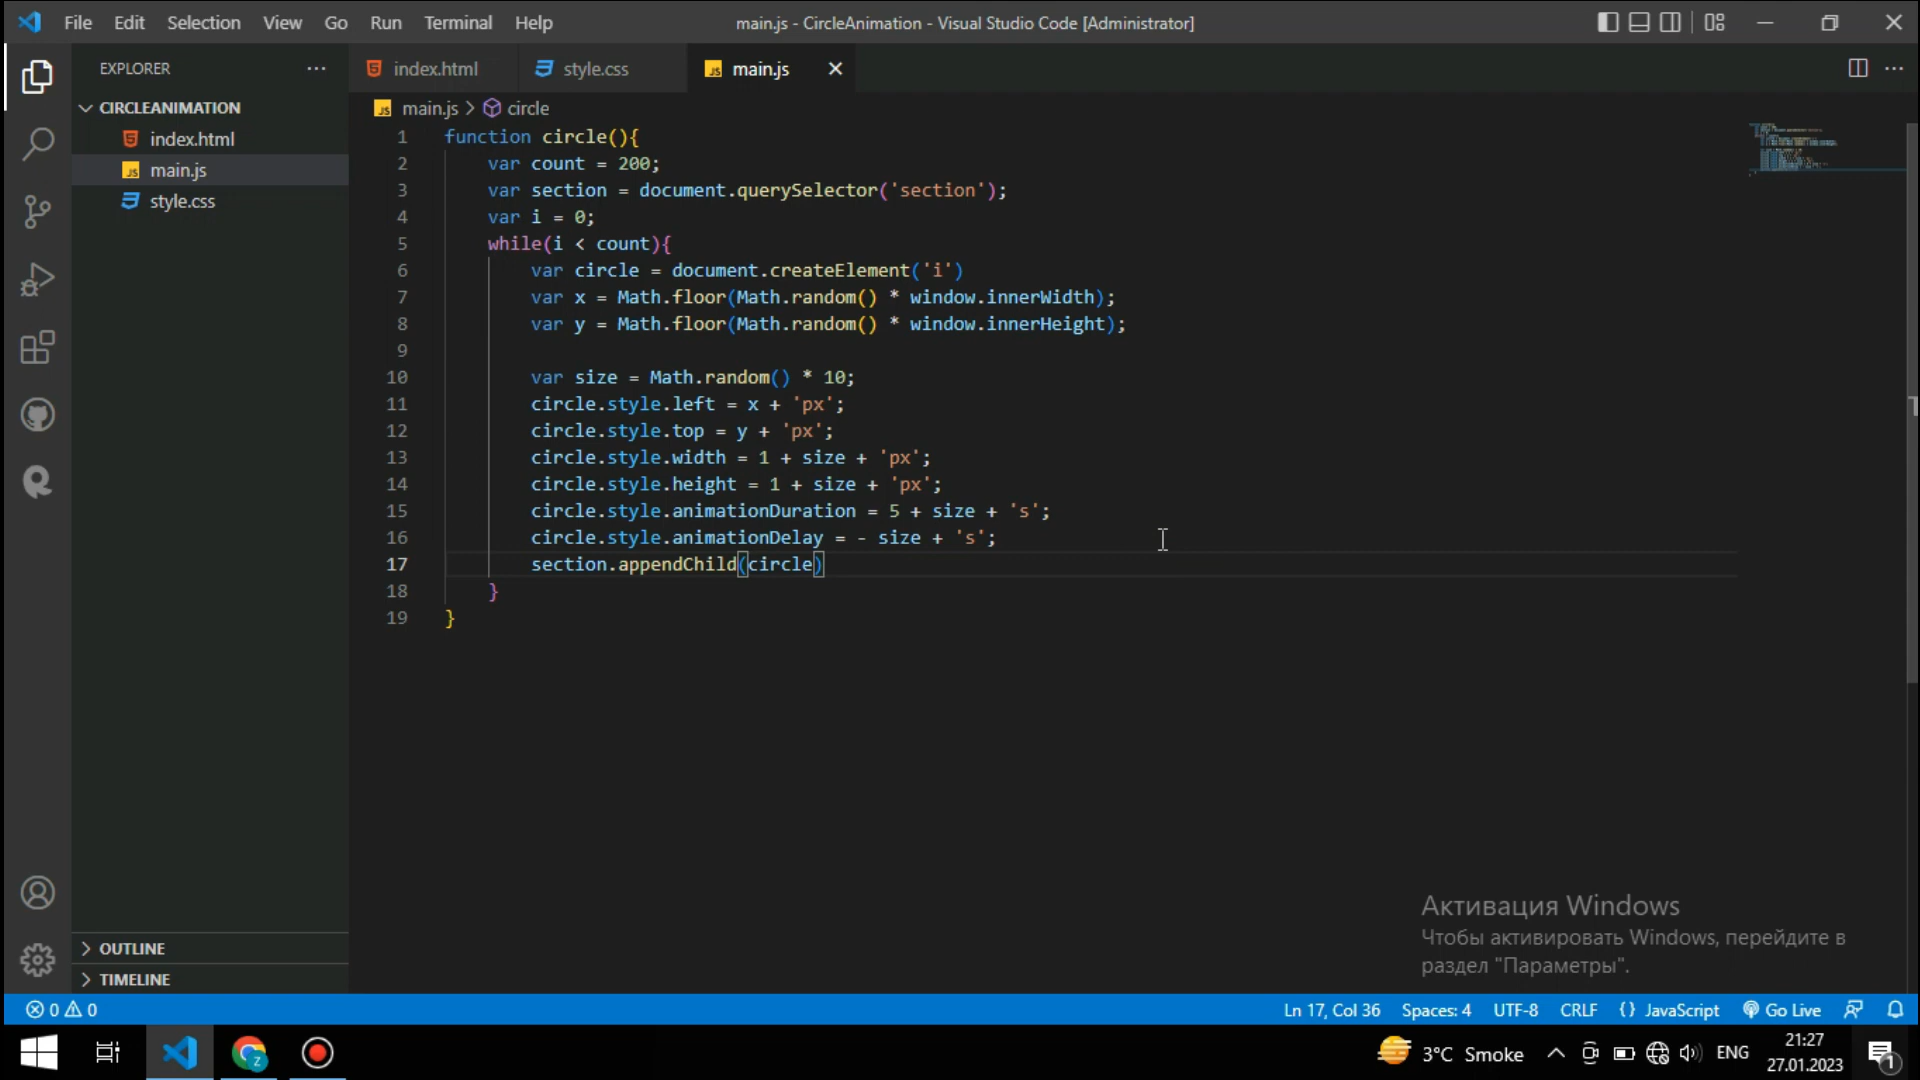 File Edit Selection View Go Run Terminal Help main.js - CircleAnimation - Visual Studio Code [Administrator]
EXPLORER
index.html style.css main.js
CIRCLEANIMATION
index.html
main.js
style.css
main.js > circle
1 function circle(){
2 var count = 200;
3 var section = document.querySelector('section');
4 var i = 0;
5 while(i < count){
6 var circle = document.createElement('i')
7 var x = Math.floor(Math.random() * window.innerWidth);
8 var y = Math.floor(Math.random() * window.innerHeight);
9
10 var size = Math.random() * 10;
11 circle.style.left = x + 'px';
12 circle.style.top = y + 'px';
13 circle.style.width = 1 + size + 'px';
14 circle.style.height = 1 + size + 'px';
15 circle.style.animationDuration = 5 + size + 's';
16 circle.style.animationDelay = - size + 's';
17 section.appendChild(circle)
18 }
19 }
OUTLINE
TIMELINE
Активация Windows
Чтобы активировать Windows, перейдите в
раздел "Параметры".
0 0 Ln 17, Col 36 Spaces: 4 UTF-8 CRLF {} JavaScript Go Live
3°C Smoke ENG 21:27
27.01.2023
1